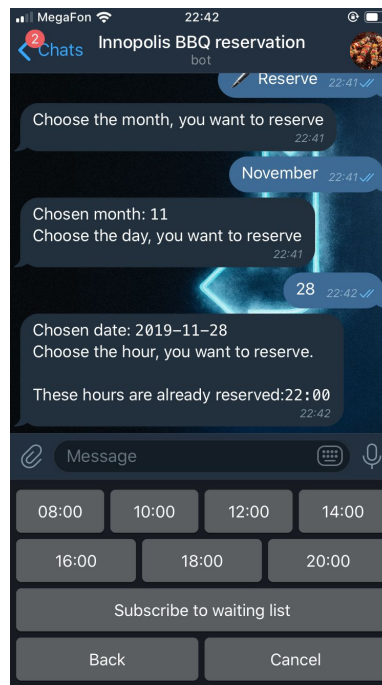 MegaFon 22:42
2
Chats
Innopolis BBQ reservation
bot
Reserve 22:41
Choose the month, you want to reserve
22:41
November 22:41
Chosen month: 11
Choose the day, you want to reserve
22:41
28 22:42
Chosen date: 2019–11–28
Choose the hour, you want to reserve.
These hours are already reserved:22:00
22:42
Message
08:00 10:00 12:00 14:00
16:00 18:00 20:00
Subscribe to waiting list
Back Cancel